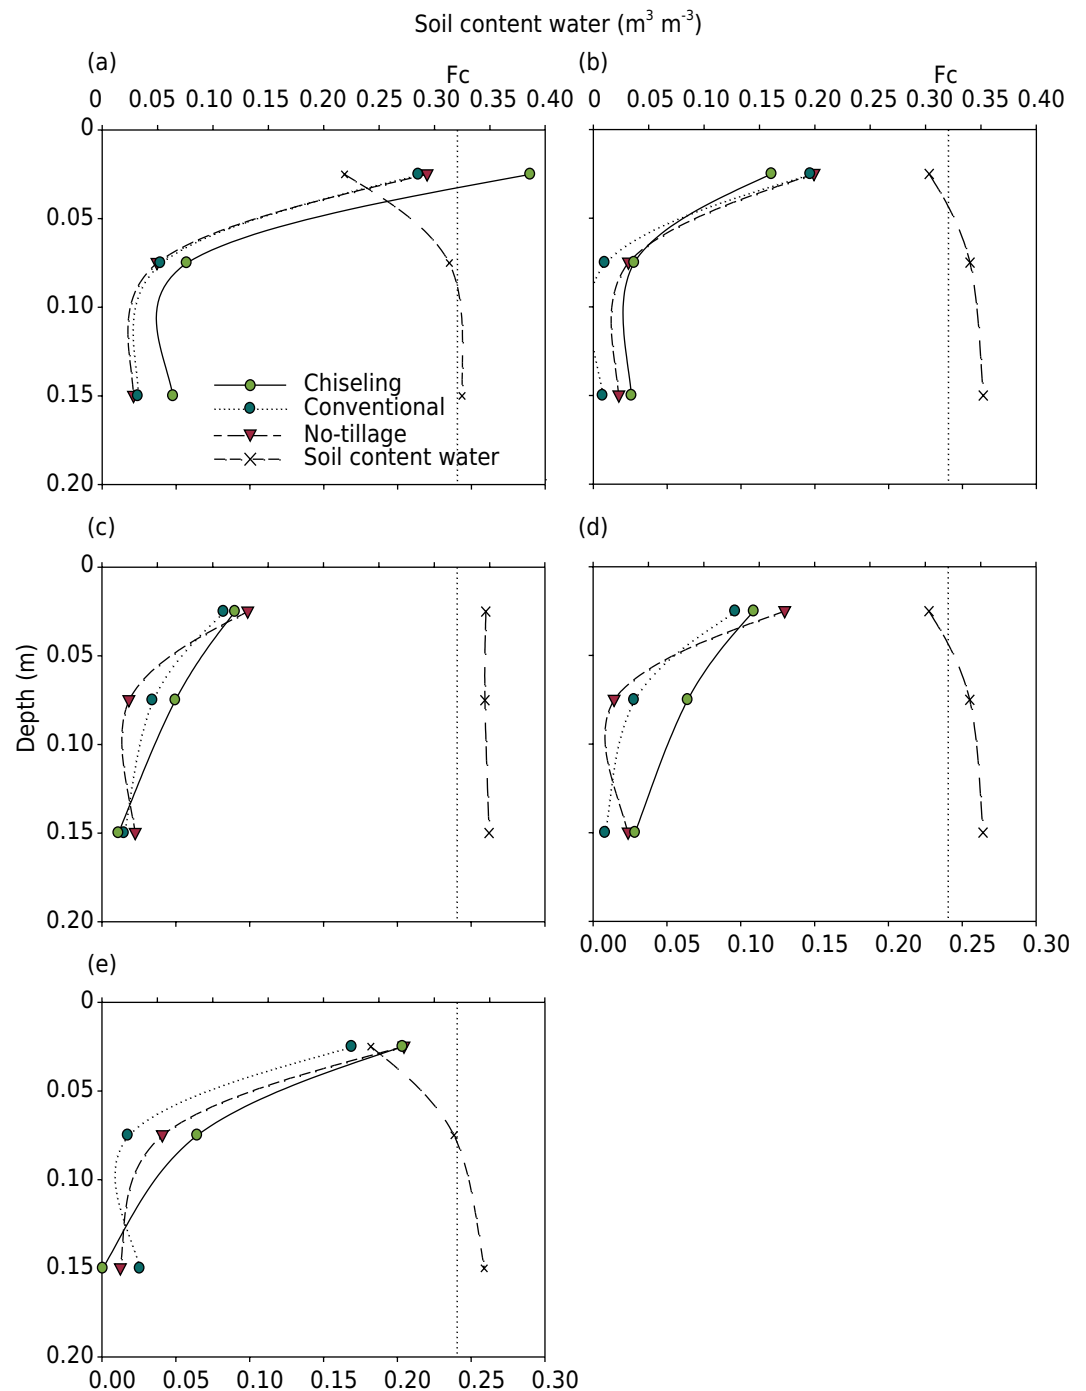 Soil content water (m³ m⁻³)
(a) (b)
Fc Fc
0 0.05 0.10 0.15 0.20 0.25 0.30 0.35 0.40 0 0.05 0.10 0.15 0.20 0.25 0.30 0.35 0.40
0
0.05
0.10
0.15
0.20
Chiseling
Conventional
No-tillage
Soil content water
(c) (d)
0
0.05
0.10
0.15
0.20
Depth (m)
0.00 0.05 0.10 0.15 0.20 0.25 0.30
(e)
0
0.05
0.10
0.15
0.20
0.00 0.05 0.10 0.15 0.20 0.25 0.30